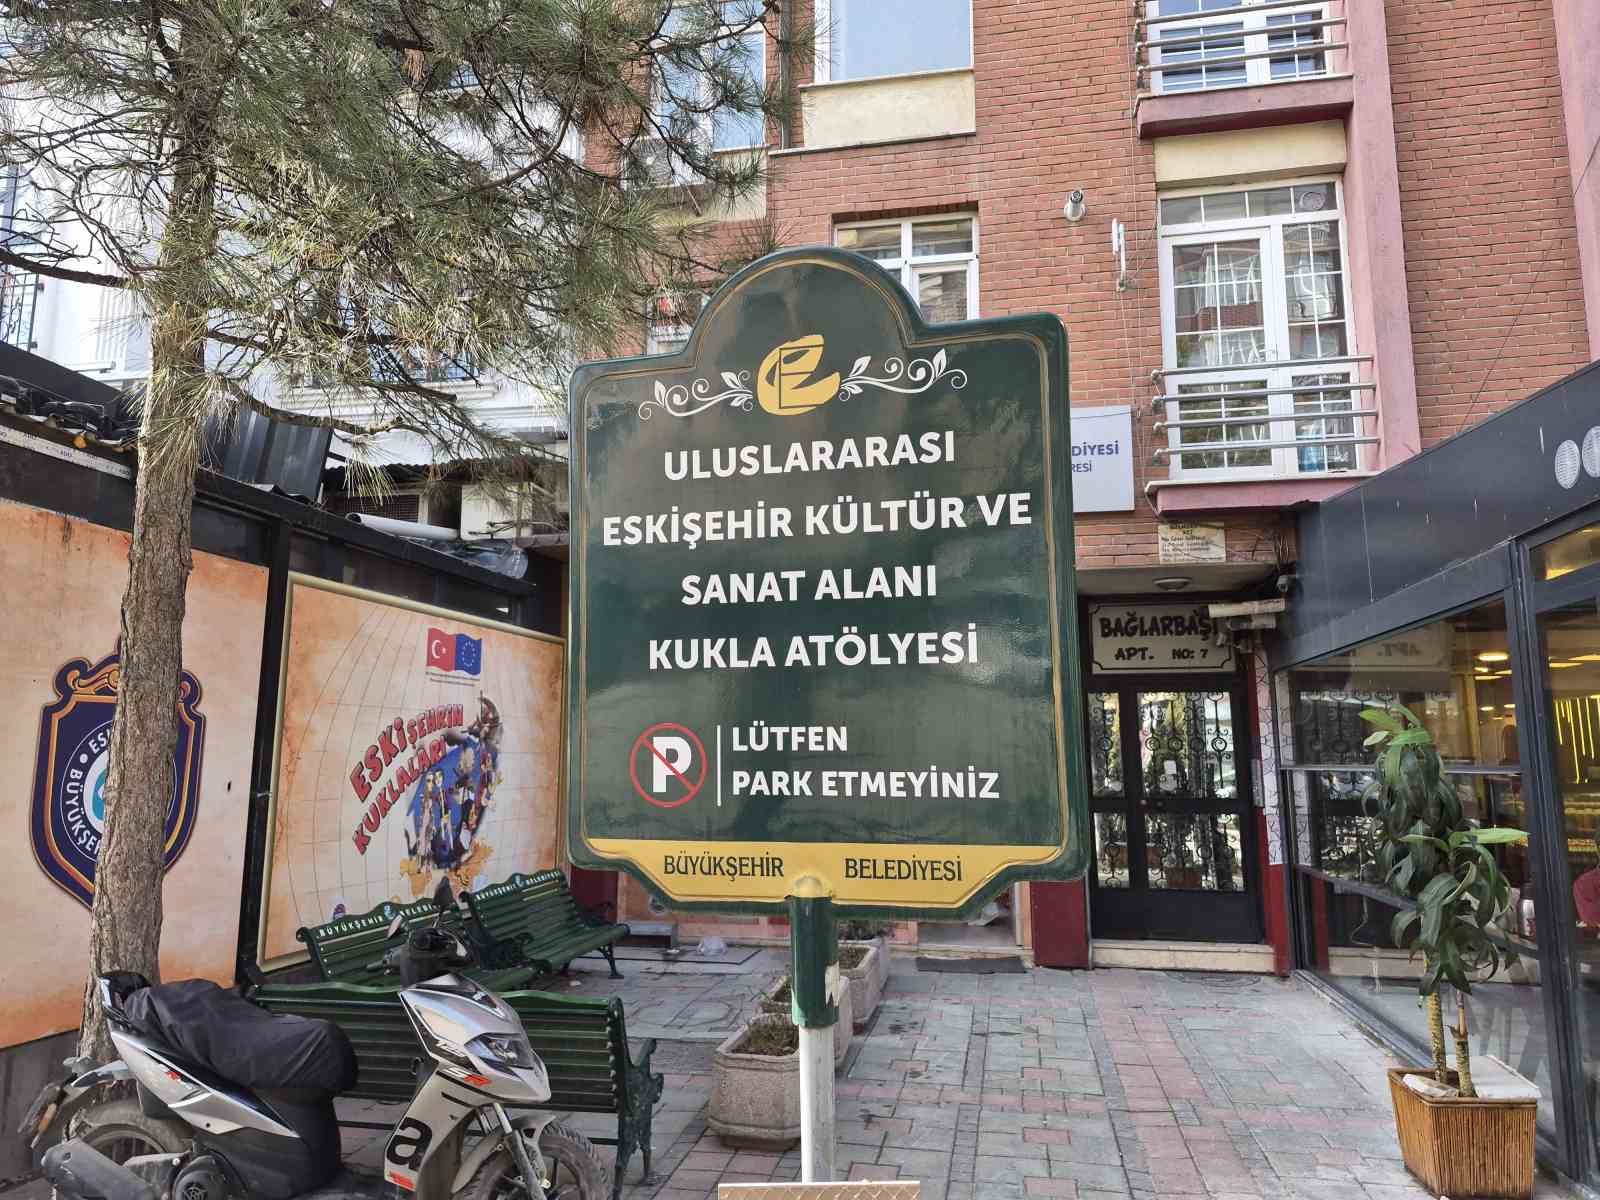 ULUSLARARASI
ESKİŞEHİR KÜLTÜR VE
SANAT ALANI
KUKLA ATÖLYESİ
P
LÜTFEN
PARK ETMEYİNİZ
BÜYÜKŞEHİR BELEDİYESİ
BAĞLARBAŞI
APT. NO: 7
ESKİŞEHRİN
KUKLALARI
BÜYÜKŞEHİR
BÜYÜKŞEHİR BELEDİYESİ
SR
a